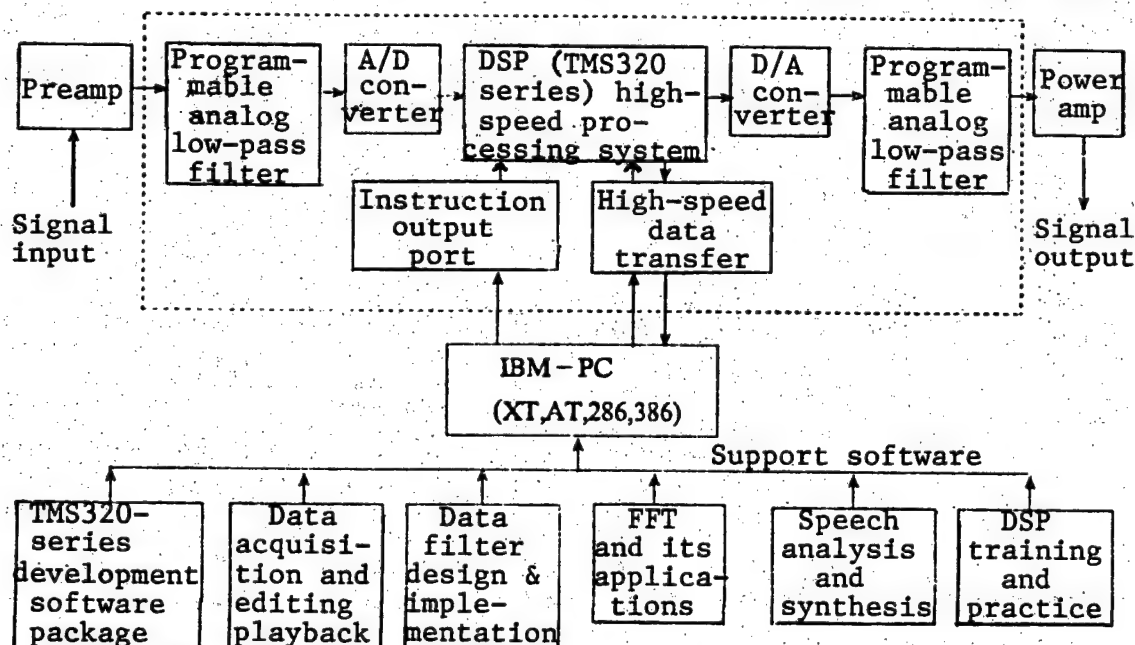 Preamp
Signal
input
Program-
mable
analog
low-pass
filter
A/D
con-
verter
DSP (TMS320
series) high-
speed pro-
cessing system
D/A
con-
verter
Program-
mable
analog
low-pass
filter
Power
amp
Signal
output
Instruction
output
port
High-speed
data
transfer
IBM-PC
(XT,AT,286,386)
Support software
TMS320-
series
development
software
package
Data
acquisi-
tion and
editing
playback
Data
filter
design &
imple-
mentation
FFT
and its
applica-
tions
Speech
analysis
and
synthesis
DSP
training
and
practice